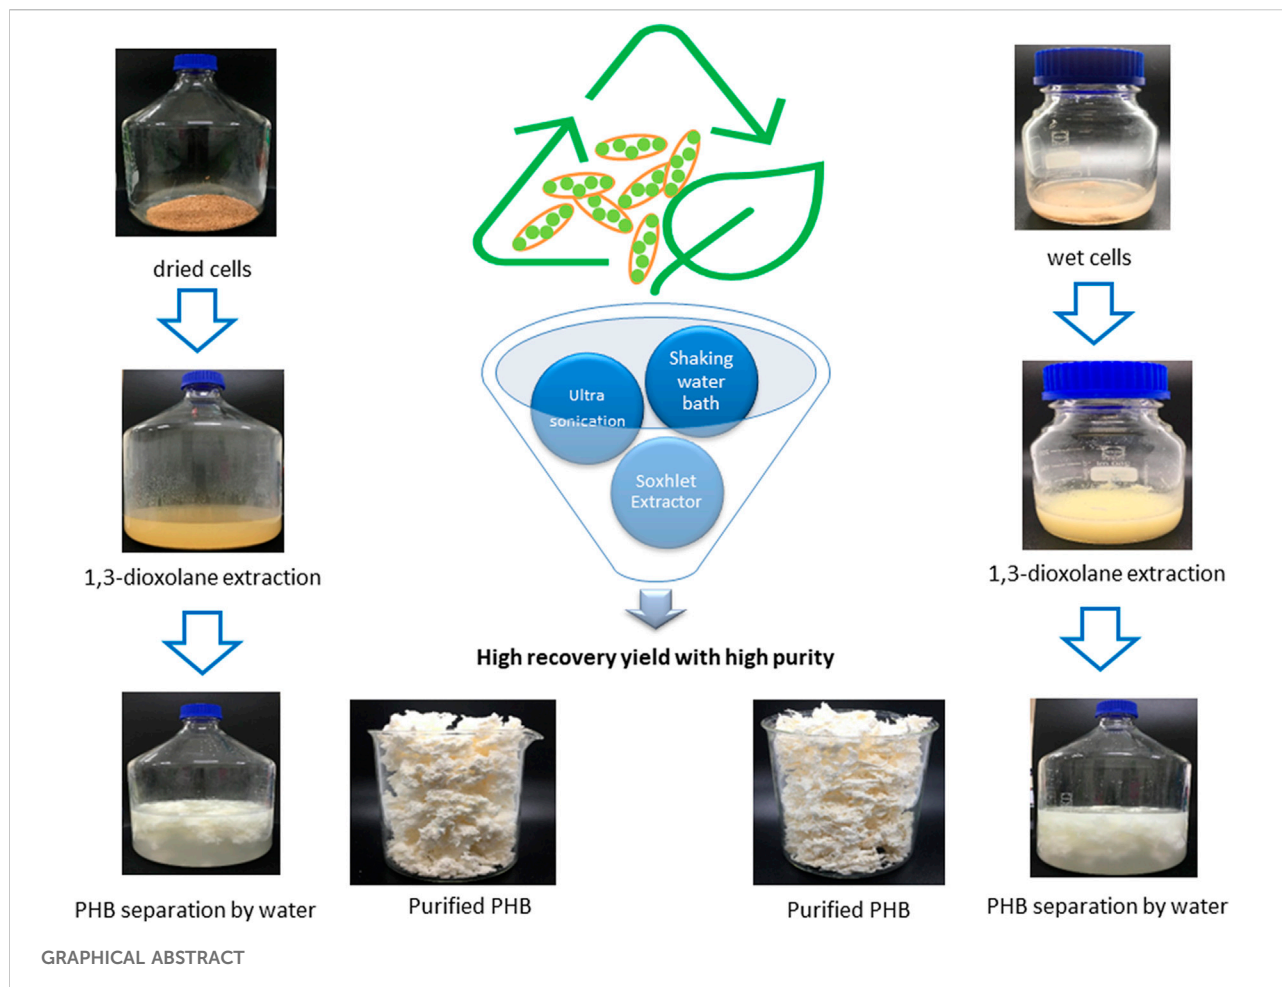 dried cells
1,3-dioxolane extraction
PHB separation by water
Purified PHB
Shaking
water
bath
Ultra
sonication
Soxhlet
Extractor
High recovery yield with high purity
wet cells
1,3-dioxolane extraction
Purified PHB
PHB separation by water
GRAPHICAL ABSTRACT